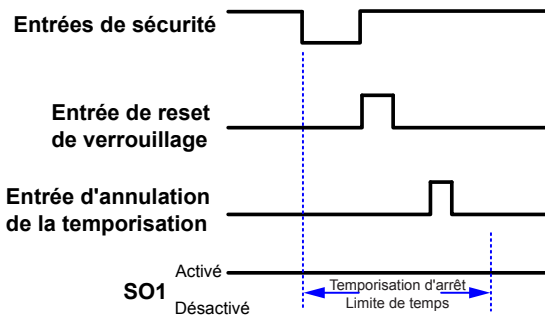 Entrées de sécurité
Entrée de reset
de verrouillage
Entrée d'annulation
de la temporisation
Activé
SO1
Désactivé
Temporisation d'arrêt
Limite de temps